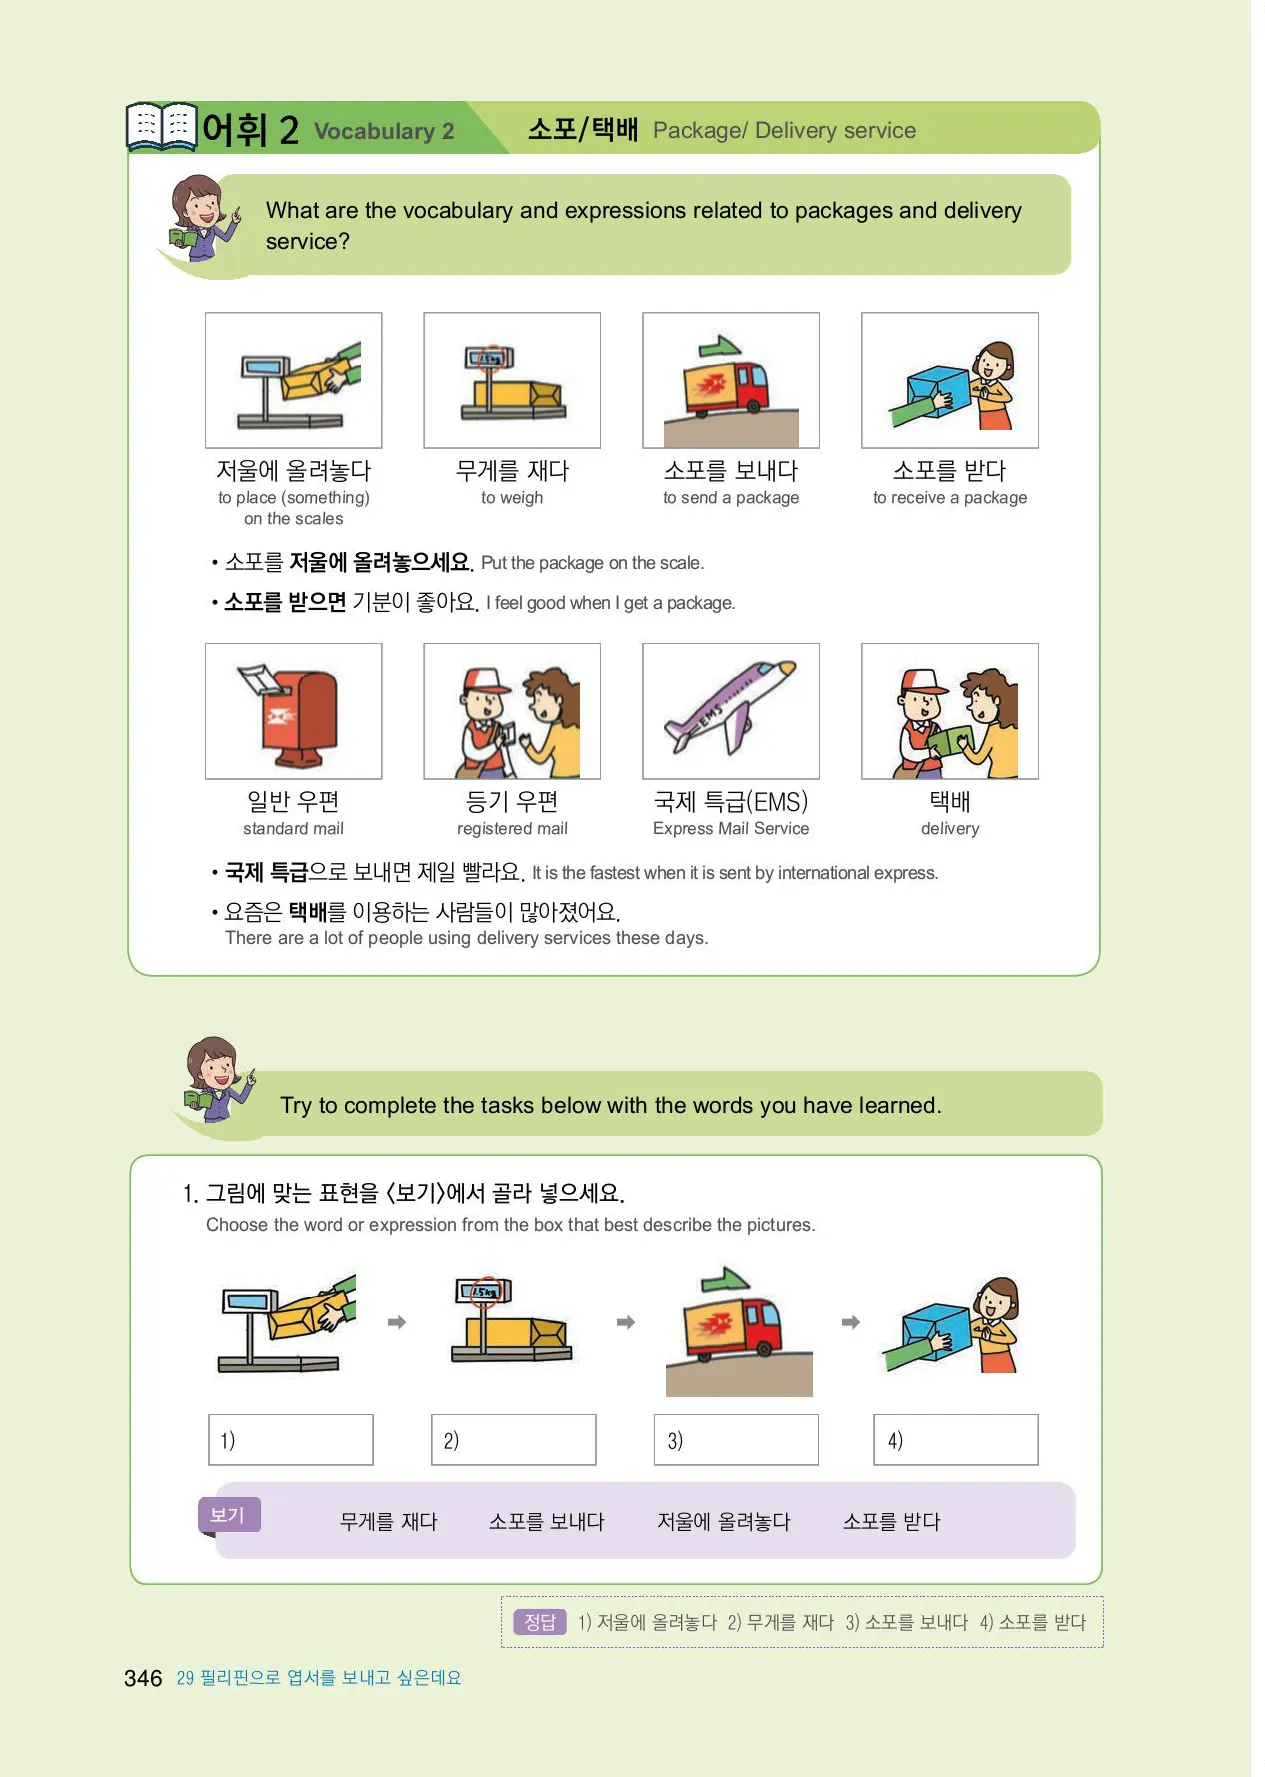 어휘 2 Vocabulary 2 소포/택배 Package/ Delivery service
What are the vocabulary and expressions related to packages and delivery
service?
1.5kg
저울에 올려놓다 무게를 재다 소포를 보내다 소포를 받다
to place (something) to weigh to send a package to receive a package
on the scales
• 소포를 저울에 올려놓으세요. Put the package on the scale.
• 소포를 받으면 기분이 좋아요. I feel good when I get a package.
EMS
일반 우편 등기 우편 국제 특급(EMS) 택배
standard mail registered mail Express Mail Service delivery
• 국제 특급으로 보내면 제일 빨라요. It is the fastest when it is sent by international express.
• 요즘은 택배를 이용하는 사람들이 많아졌어요.
There are a lot of people using delivery services these days.
Try to complete the tasks below with the words you have learned.
1. 그림에 맞는 표현을 <보기>에서 골라 넣으세요.
Choose the word or expression from the box that best describe the pictures.
1.5kg
1) 2) 3) 4)
보기 무게를 재다 소포를 보내다 저울에 올려놓다 소포를 받다
정답 1) 저울에 올려놓다 2) 무게를 재다 3) 소포를 보내다 4) 소포를 받다
346 29 필리핀으로 엽서를 보내고 싶은데요